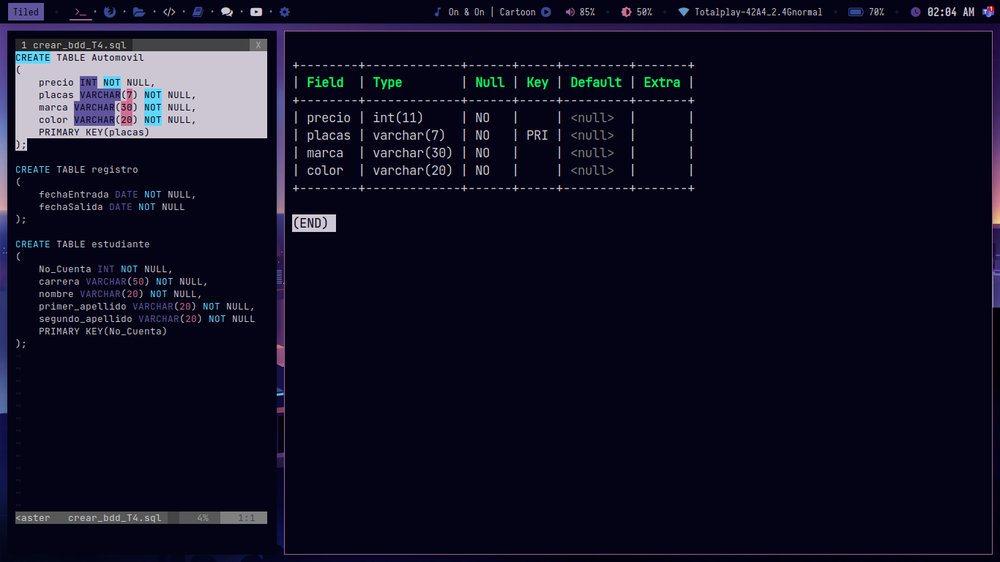 Tiled
On & On | Cartoon
85%
50%
Totalplay-42A4_2.4Gnormal
70%
02:04 AM
1
1 crear_bdd_T4.sql X
CREATE TABLE Automovil
(
precio INT NOT NULL,
placas VARCHAR(7) NOT NULL,
marca VARCHAR(30) NOT NULL,
color VARCHAR(20) NOT NULL,
PRIMARY KEY(placas)
);
CREATE TABLE registro
(
fechaEntrada DATE NOT NULL,
fechaSalida DATE NOT NULL
);
CREATE TABLE estudiante
(
No_Cuenta INT NOT NULL,
carrera VARCHAR(50) NOT NULL,
nombre VARCHAR(20) NOT NULL,
primer_apellido VARCHAR(20) NOT NULL,
segundo_apellido VARCHAR(20) NOT NULL
PRIMARY KEY(No_Cuenta)
);
<aster crear_bdd_T4.sql 4% 1:1
+--------+-------------+------+-----+---------+-------+
| Field  | Type        | Null | Key | Default | Extra |
+--------+-------------+------+-----+---------+-------+
| precio | int(11)     | NO   |     | <null>  |       |
| placas | varchar(7)  | NO   | PRI | <null>  |       |
| marca  | varchar(30) | NO   |     | <null>  |       |
| color  | varchar(20) | NO   |     | <null>  |       |
+--------+-------------+------+-----+---------+-------+
(END)